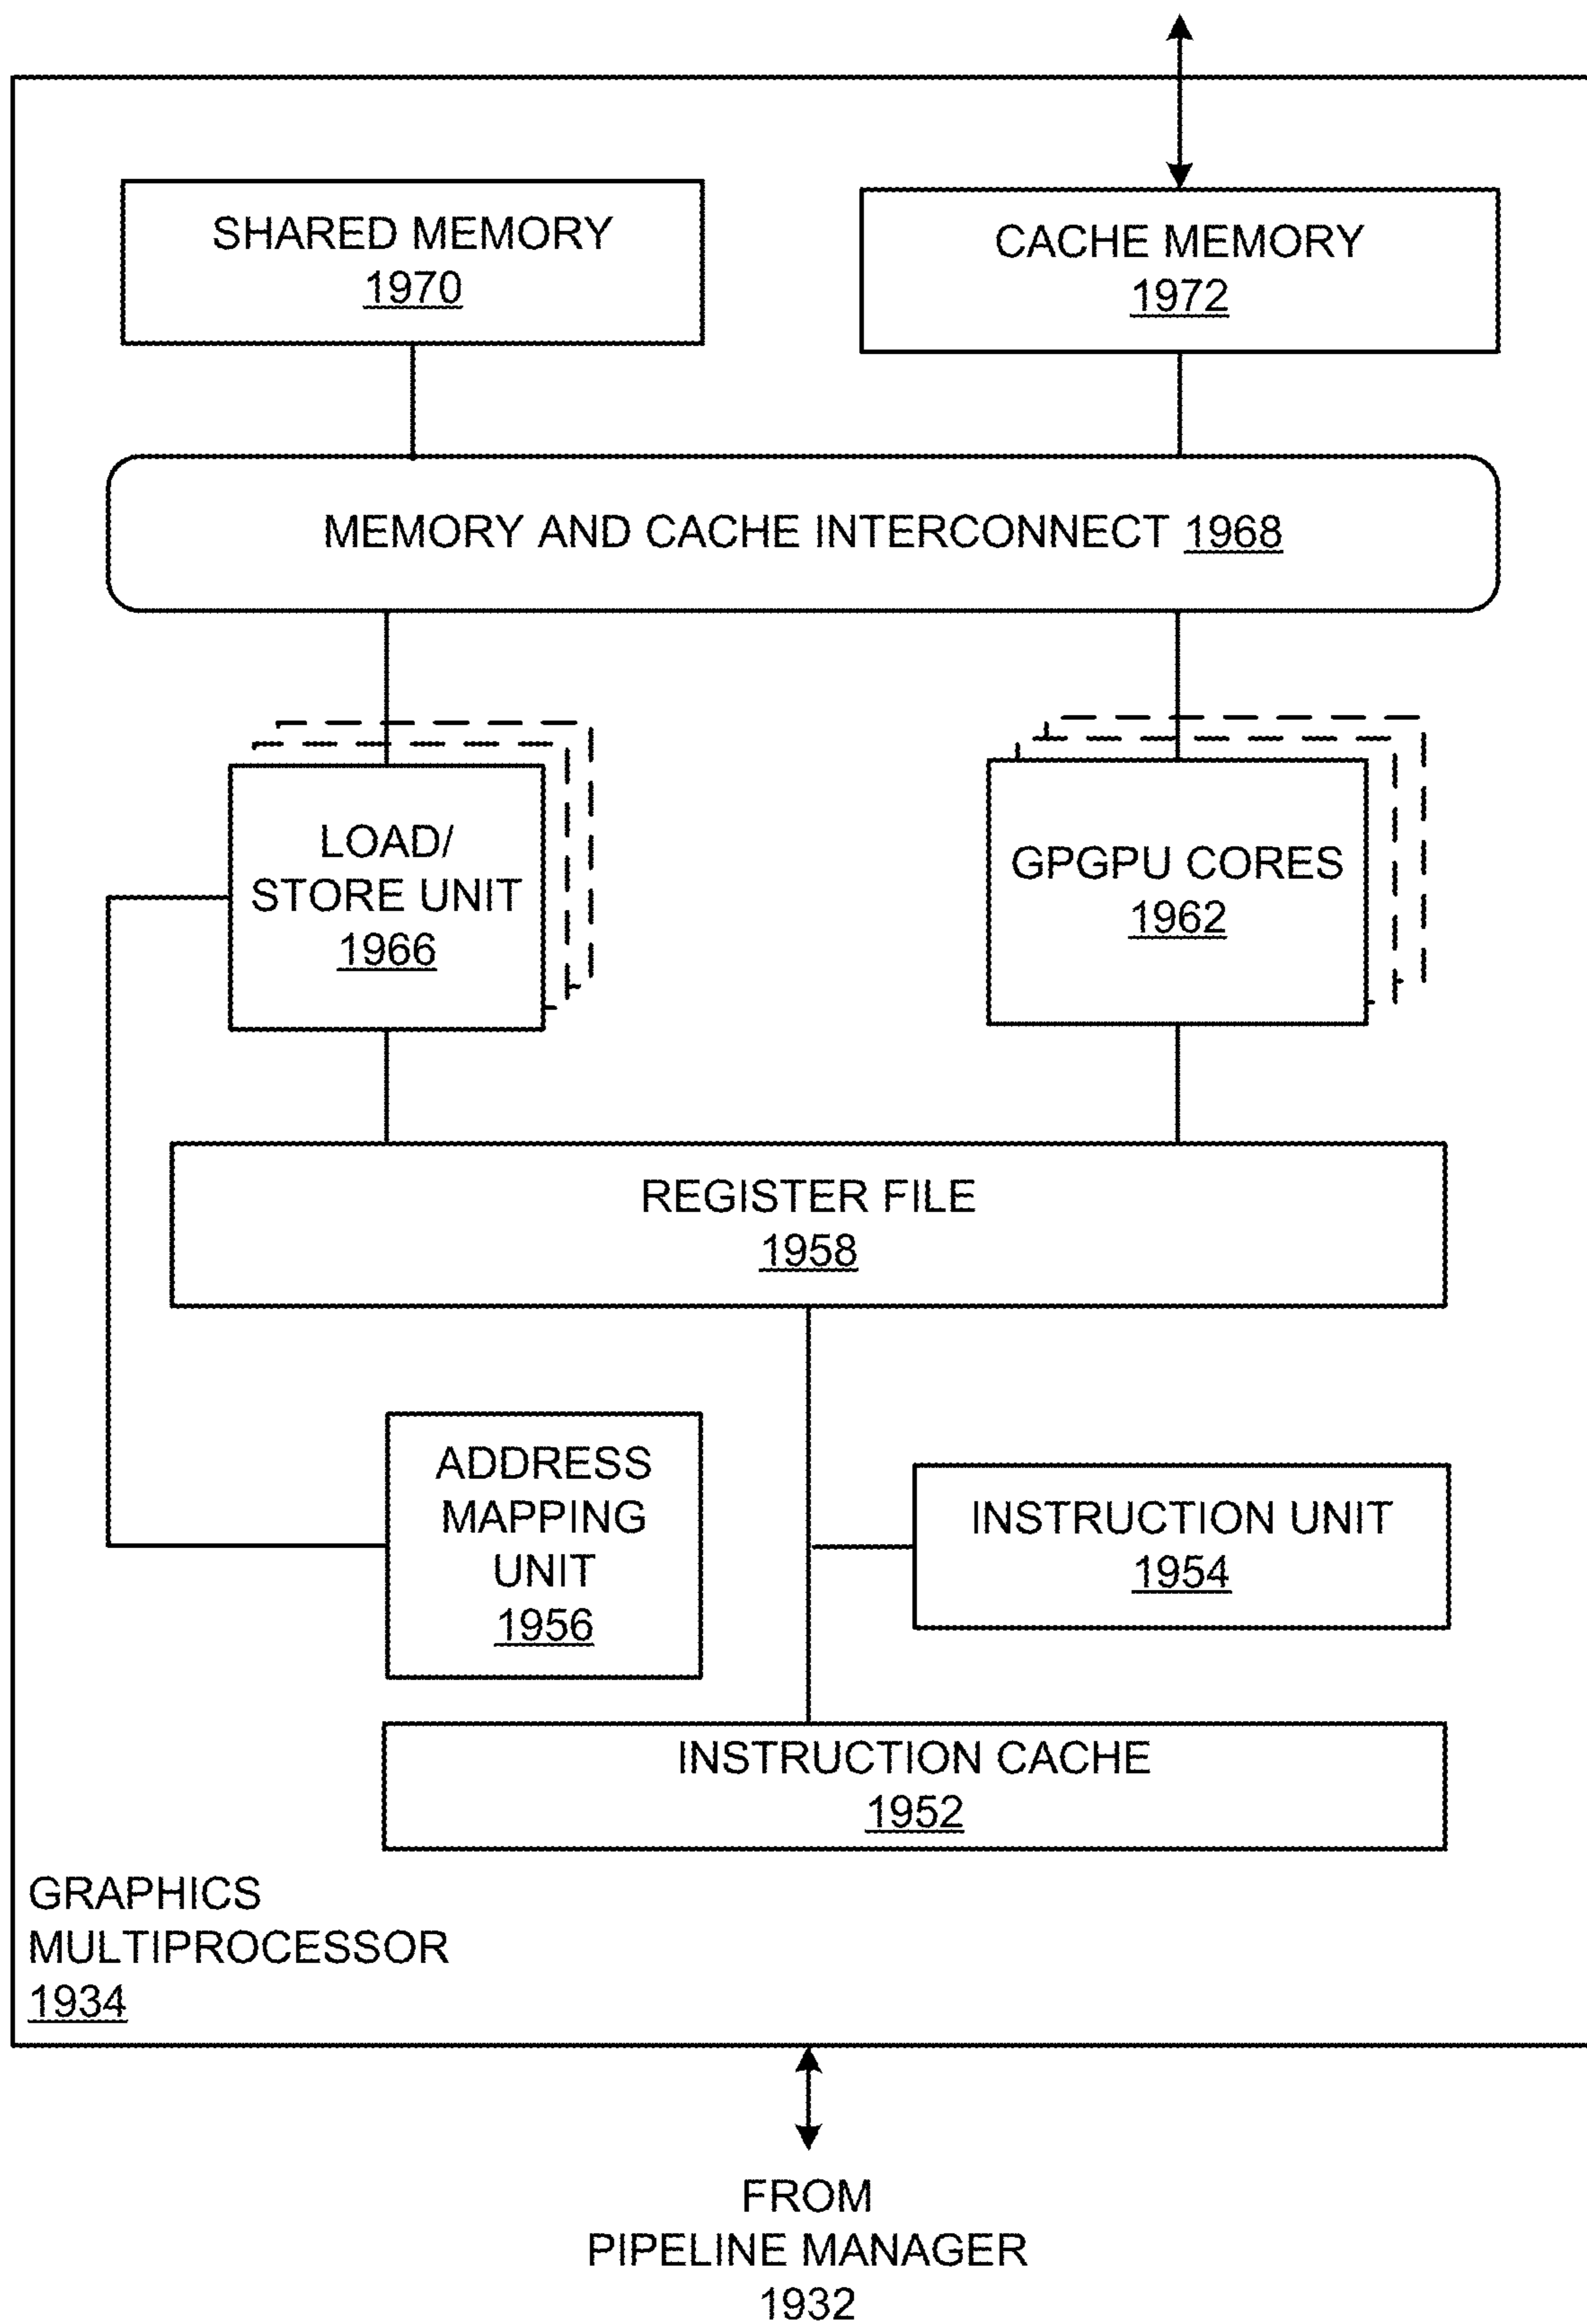 SHARED MEMORY
1970
CACHE MEMORY
1972
MEMORY AND CACHE INTERCONNECT 1968
LOAD/
STORE UNIT
1966
GPGPU CORES
1962
REGISTER FILE
1958
ADDRESS
MAPPING
UNIT
1956
INSTRUCTION UNIT
1954
INSTRUCTION CACHE
1952
GRAPHICS
MULTIPROCESSOR
1934
FROM
PIPELINE MANAGER
1932